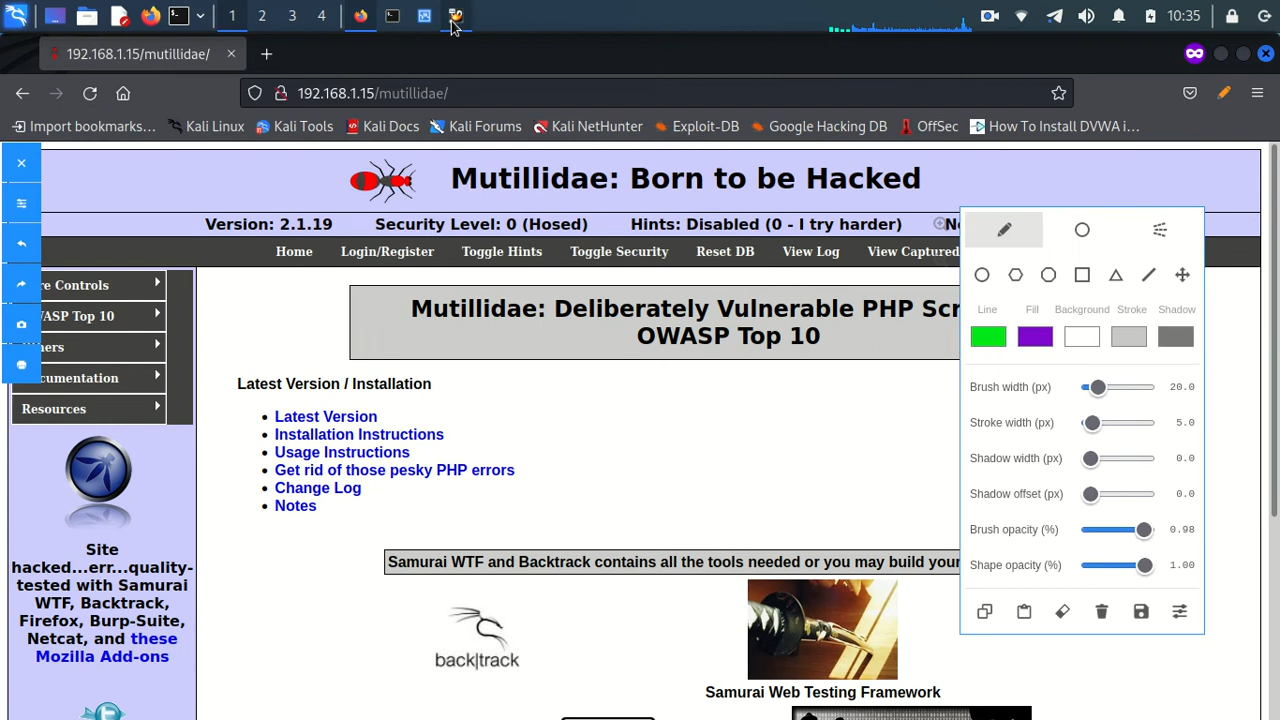 1 2 3 4 10:35
192.168.1.15/mutillidae/
192.168.1.15/mutillidae/
Import bookmarks... Kali Linux Kali Tools Kali Docs Kali Forums Kali NetHunter Exploit-DB Google Hacking DB OffSec How To Install DVWA i...
Mutillidae: Born to be Hacked
Version: 2.1.19 Security Level: 0 (Hosed) Hints: Disabled (0 - I try harder)
Home Login/Register Toggle Hints Toggle Security Reset DB View Log View Captured
re Controls
WASP Top 10
hers
cumentation
Resources
Mutillidae: Deliberately Vulnerable PHP Scr
OWASP Top 10
Latest Version / Installation
Latest Version
Installation Instructions
Usage Instructions
Get rid of those pesky PHP errors
Change Log
Notes
Samurai WTF and Backtrack contains all the tools needed or you may build your
back|track
Samurai Web Testing Framework
Site
hacked...err...quality-
tested with Samurai
WTF, Backtrack,
Firefox, Burp-Suite,
Netcat, and these
Mozilla Add-ons
Line Fill Background Stroke Shadow
Brush width (px) 20.0
Stroke width (px) 5.0
Shadow width (px) 0.0
Shadow offset (px) 0.0
Brush opacity (%) 0.98
Shape opacity (%) 1.00